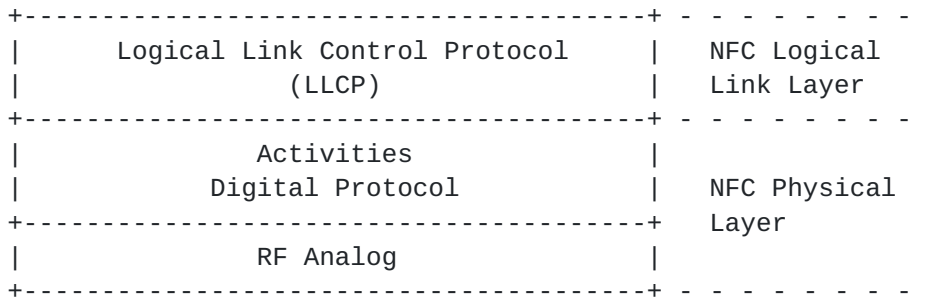 Logical Link Control Protocol NFC Logical
(LLCP) Link Layer
Activities
Digital Protocol NFC Physical
Layer
RF Analog